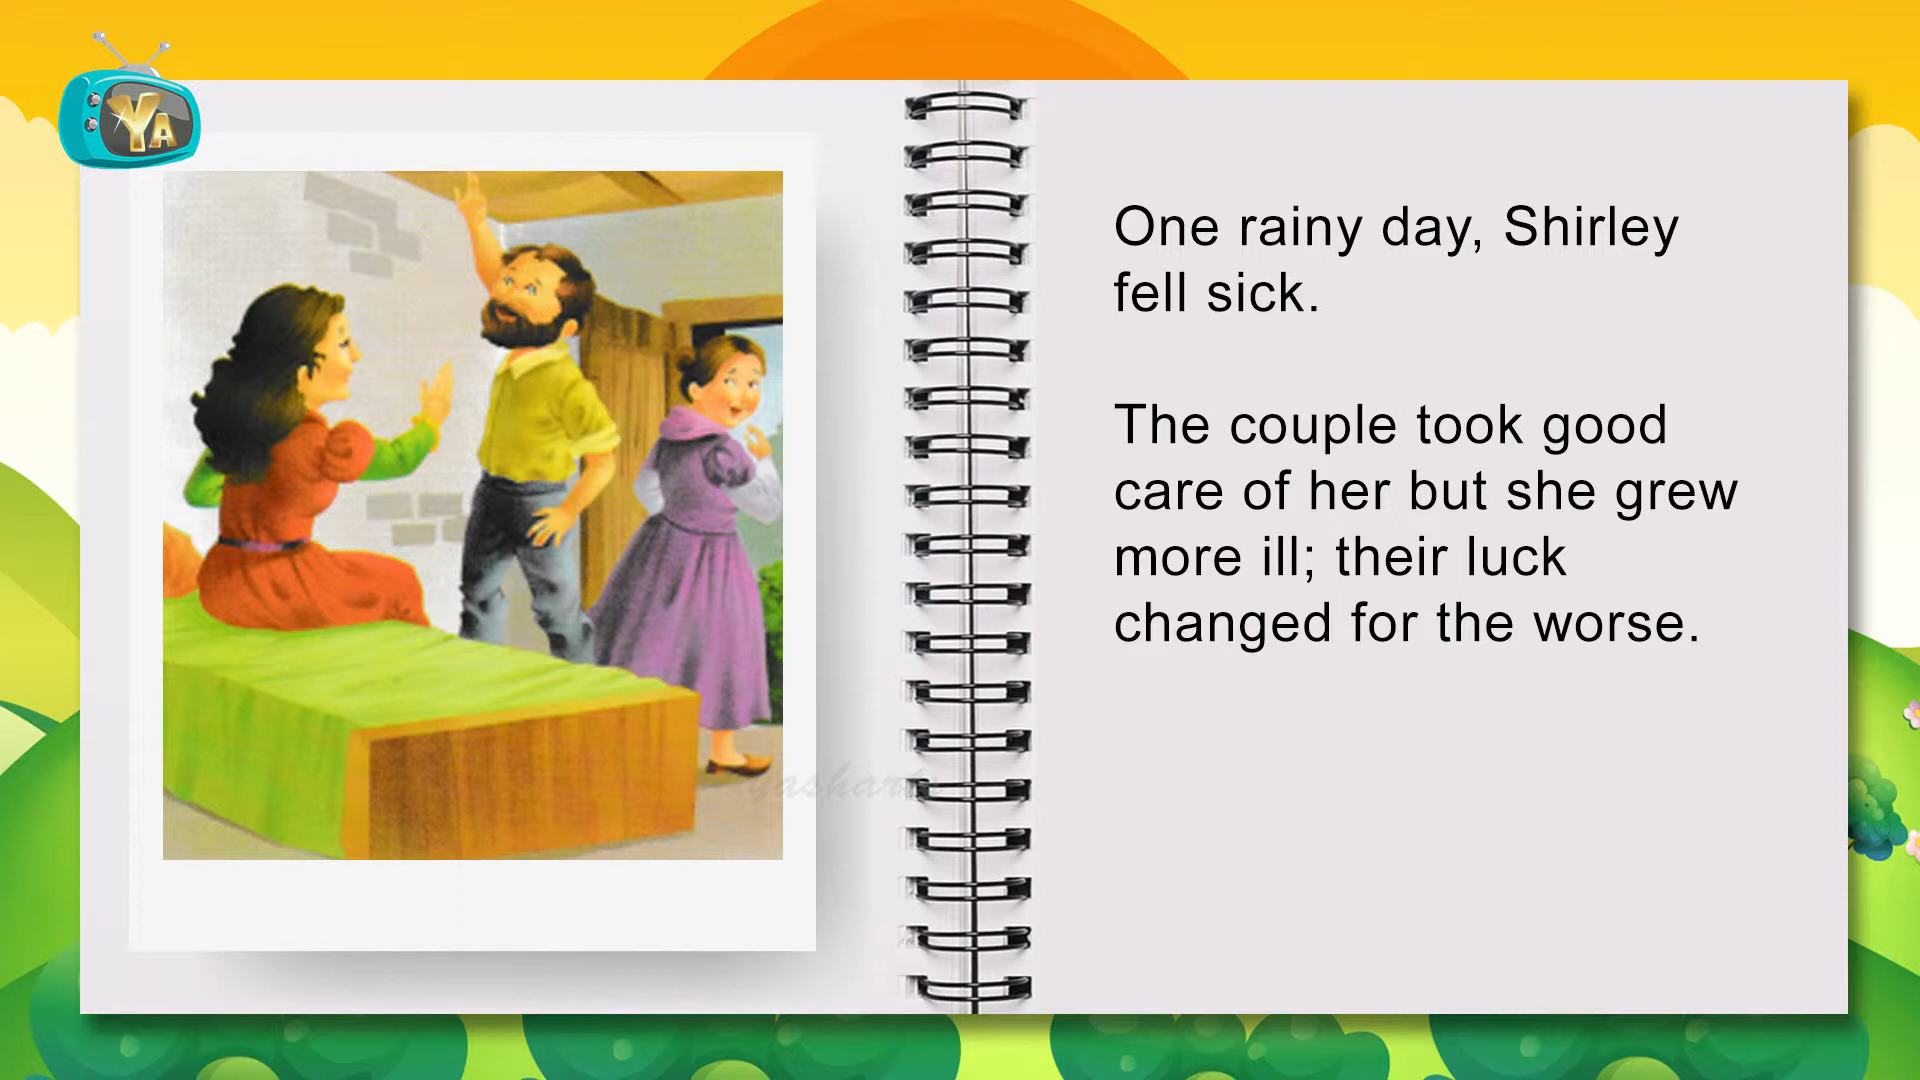 YA
One rainy day, Shirley
fell sick.
The couple took good
care of her but she grew
more ill; their luck
changed for the worse.